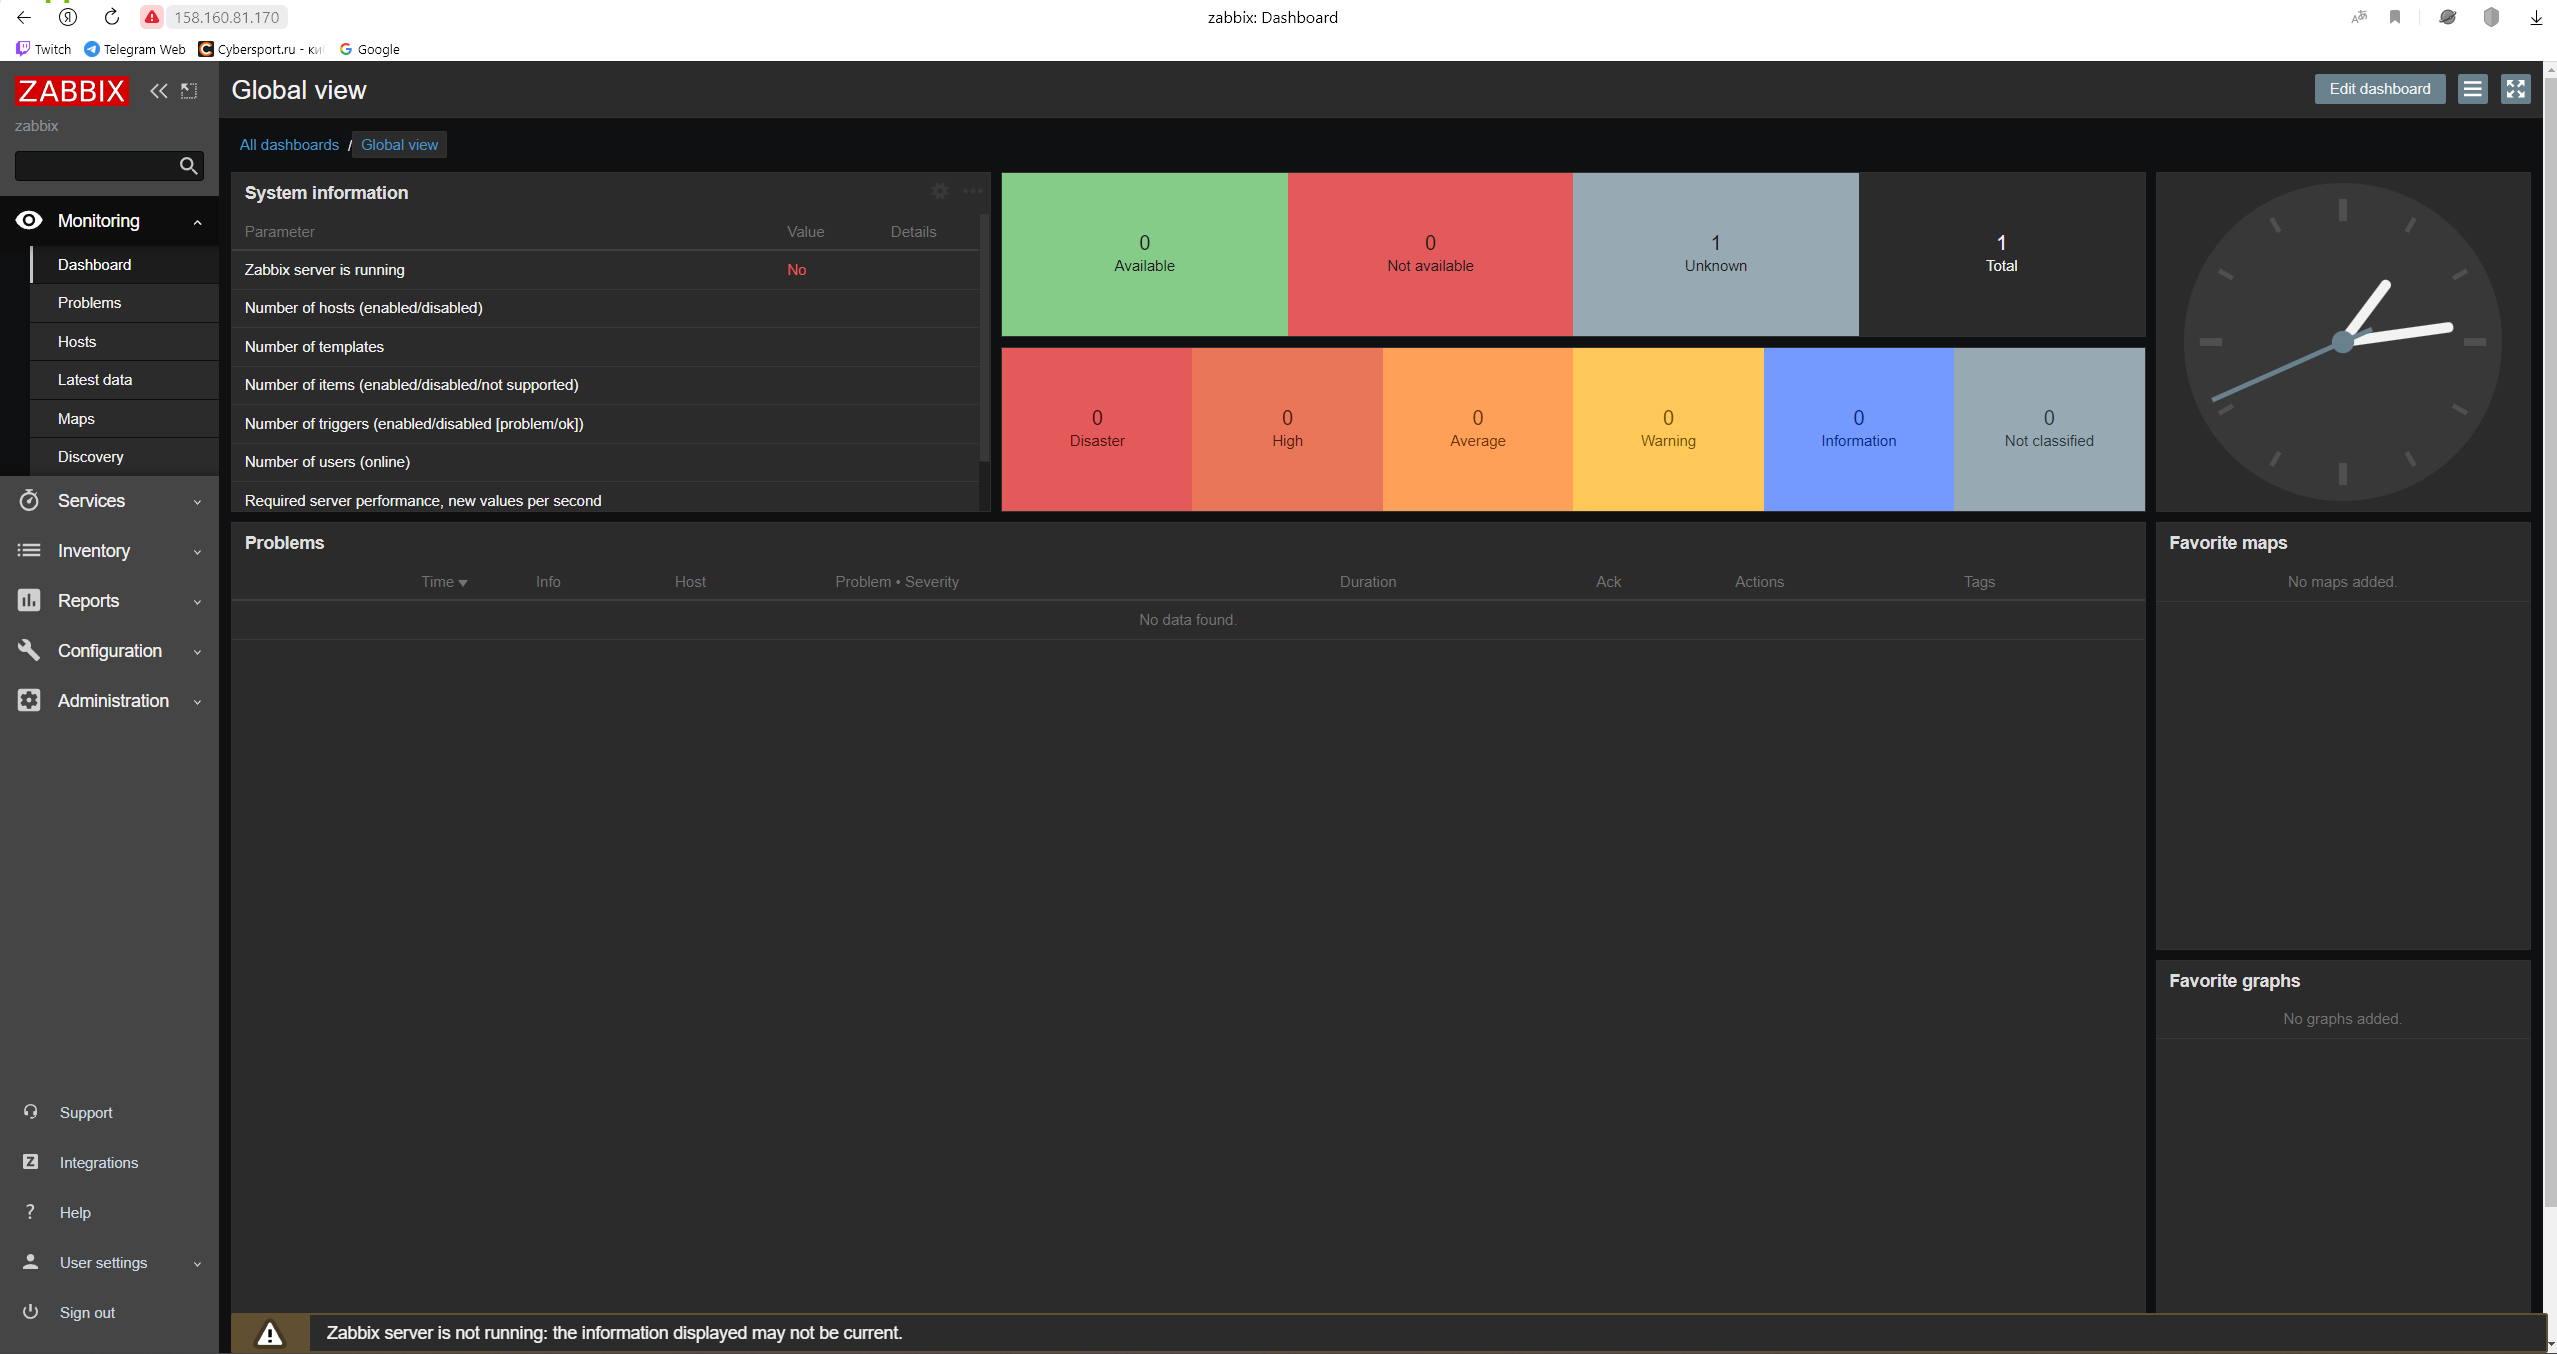 158.160.81.170
zabbix: Dashboard
Twitch
Telegram Web
Cybersport.ru - ки
Google
ZABBIX
zabbix
Monitoring
Dashboard
Problems
Hosts
Latest data
Maps
Discovery
Services
Inventory
Reports
Configuration
Administration
Support
Integrations
Help
User settings
Sign out
Global view
Edit dashboard
All dashboards / Global view
System information
Parameter Value Details
Zabbix server is running No
Number of hosts (enabled/disabled)
Number of templates
Number of items (enabled/disabled/not supported)
Number of triggers (enabled/disabled [problem/ok])
Number of users (online)
Required server performance, new values per second
0
Available
0
Not available
1
Unknown
1
Total
0
Disaster
0
High
0
Average
0
Warning
0
Information
0
Not classified
Problems
Time Info Host Problem • Severity Duration Ack Actions Tags
No data found.
Favorite maps
No maps added.
Favorite graphs
No graphs added.
Zabbix server is not running: the information displayed may not be current.